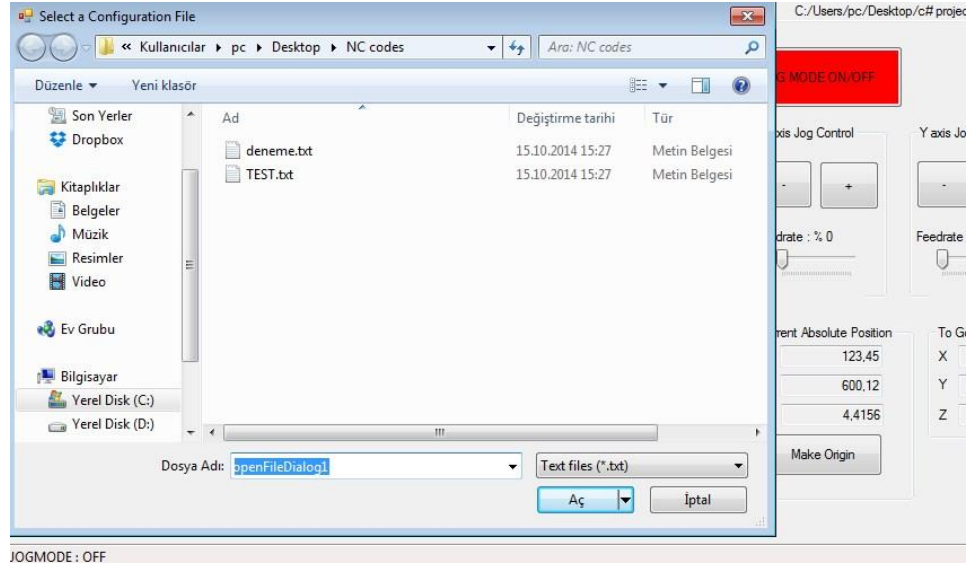 Select a Configuration File
C:/Users/pc/Desktop/c# projec
« Kullanıcılar ▸ pc ▸ Desktop ▸ NC codes
Ara: NC codes
Düzenle Yeni klasör
Son Yerler
Dropbox
Kitaplıklar
Belgeler
Müzik
Resimler
Video
Ev Grubu
Bilgisayar
Yerel Disk (C:)
Yerel Disk (D:)
Ad Değiştirme tarihi Tür
deneme.txt 15.10.2014 15:27 Metin Belgesi
TEST.txt 15.10.2014 15:27 Metin Belgesi
Dosya Adı: openFileDialog1 Text files (*.txt)
Aç İptal
G MODE ON/OFF
xis Jog Control Y axis Jo
- + -
drate : % 0 Feedrate
rent Absolute Position To G
123,45 X
600,12 Y
4,4156 Z
Make Origin
JOGMODE : OFF